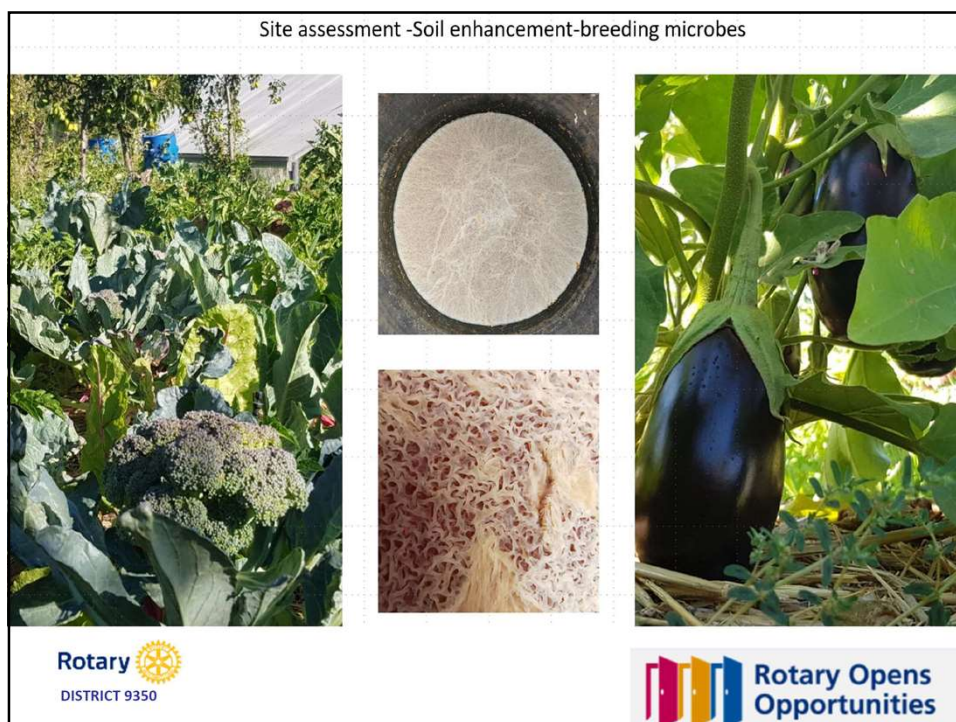 Site assessment -Soil enhancement-breeding microbes
Rotary
DISTRICT 9350
Rotary Opens
Opportunities